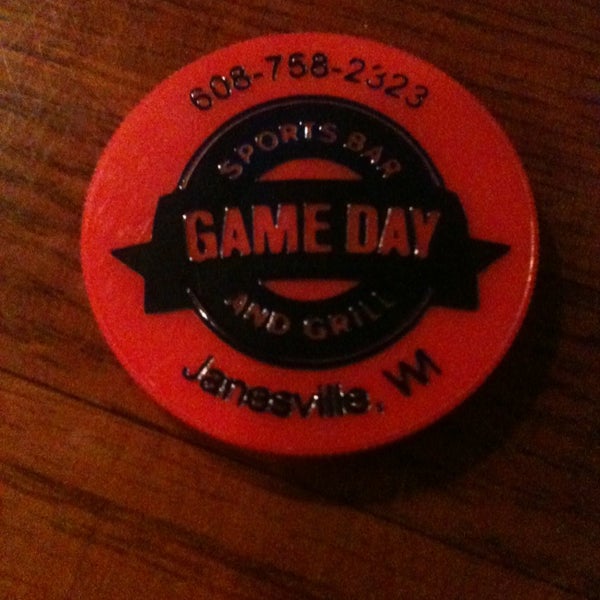 608-758-2323
SPORTS BAR
GAME DAY
AND GRILL
Janesville, WI